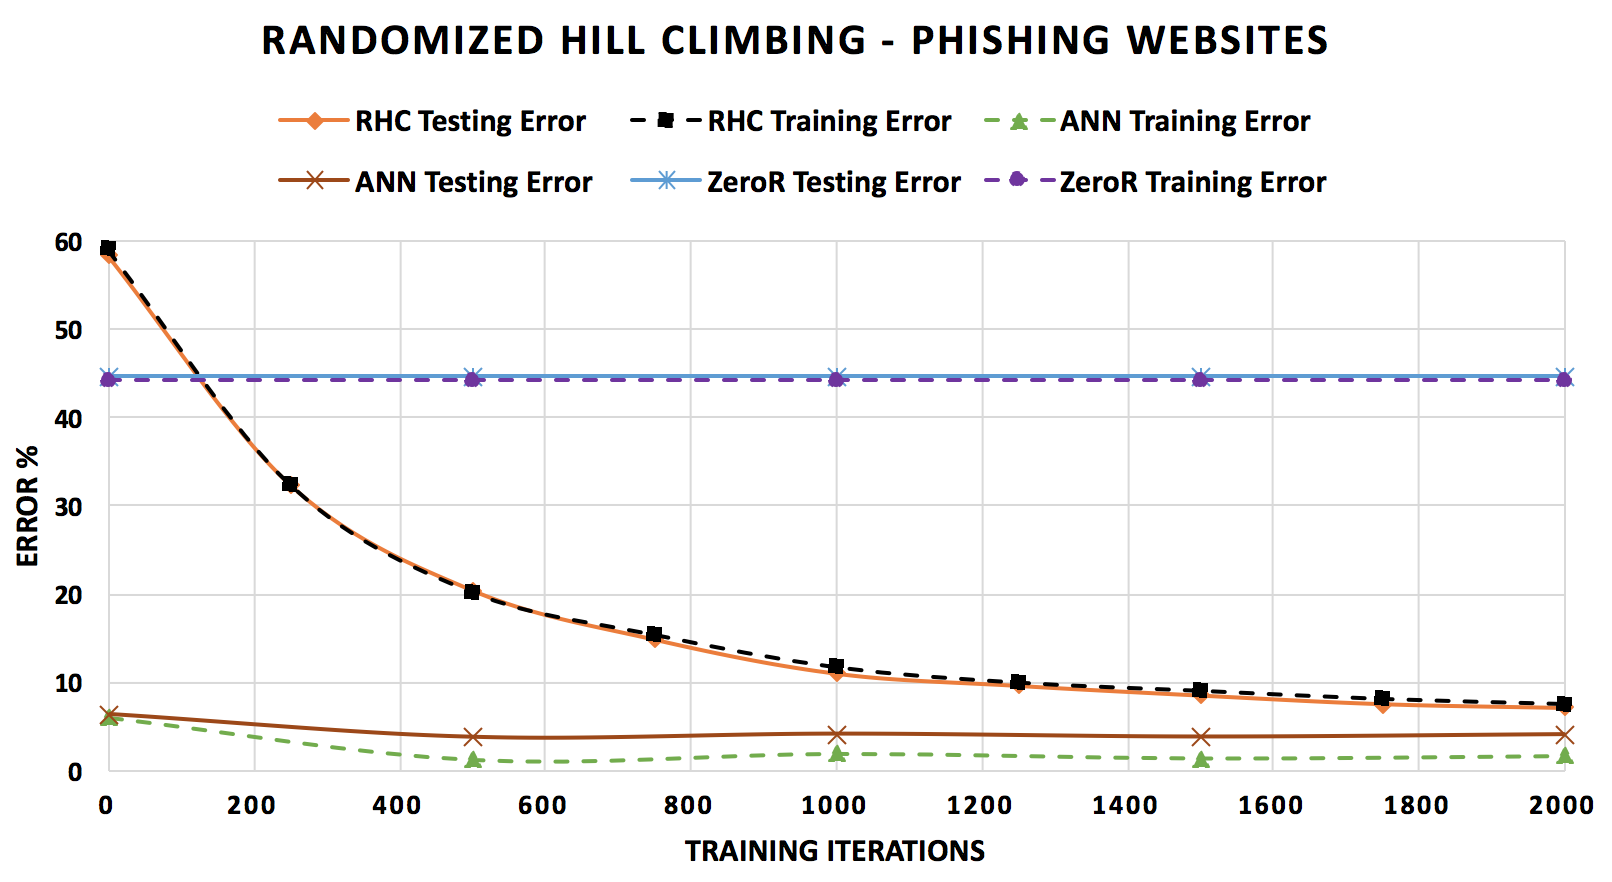 RANDOMIZED HILL CLIMBING - PHISHING WEBSITES
RHC Testing Error RHC Training Error ANN Training Error
ANN Testing Error ZeroR Testing Error ZeroR Training Error
60
50
40
30
20
10
0
ERROR %
0 200 400 600 800 1000 1200 1400 1600 1800 2000
TRAINING ITERATIONS